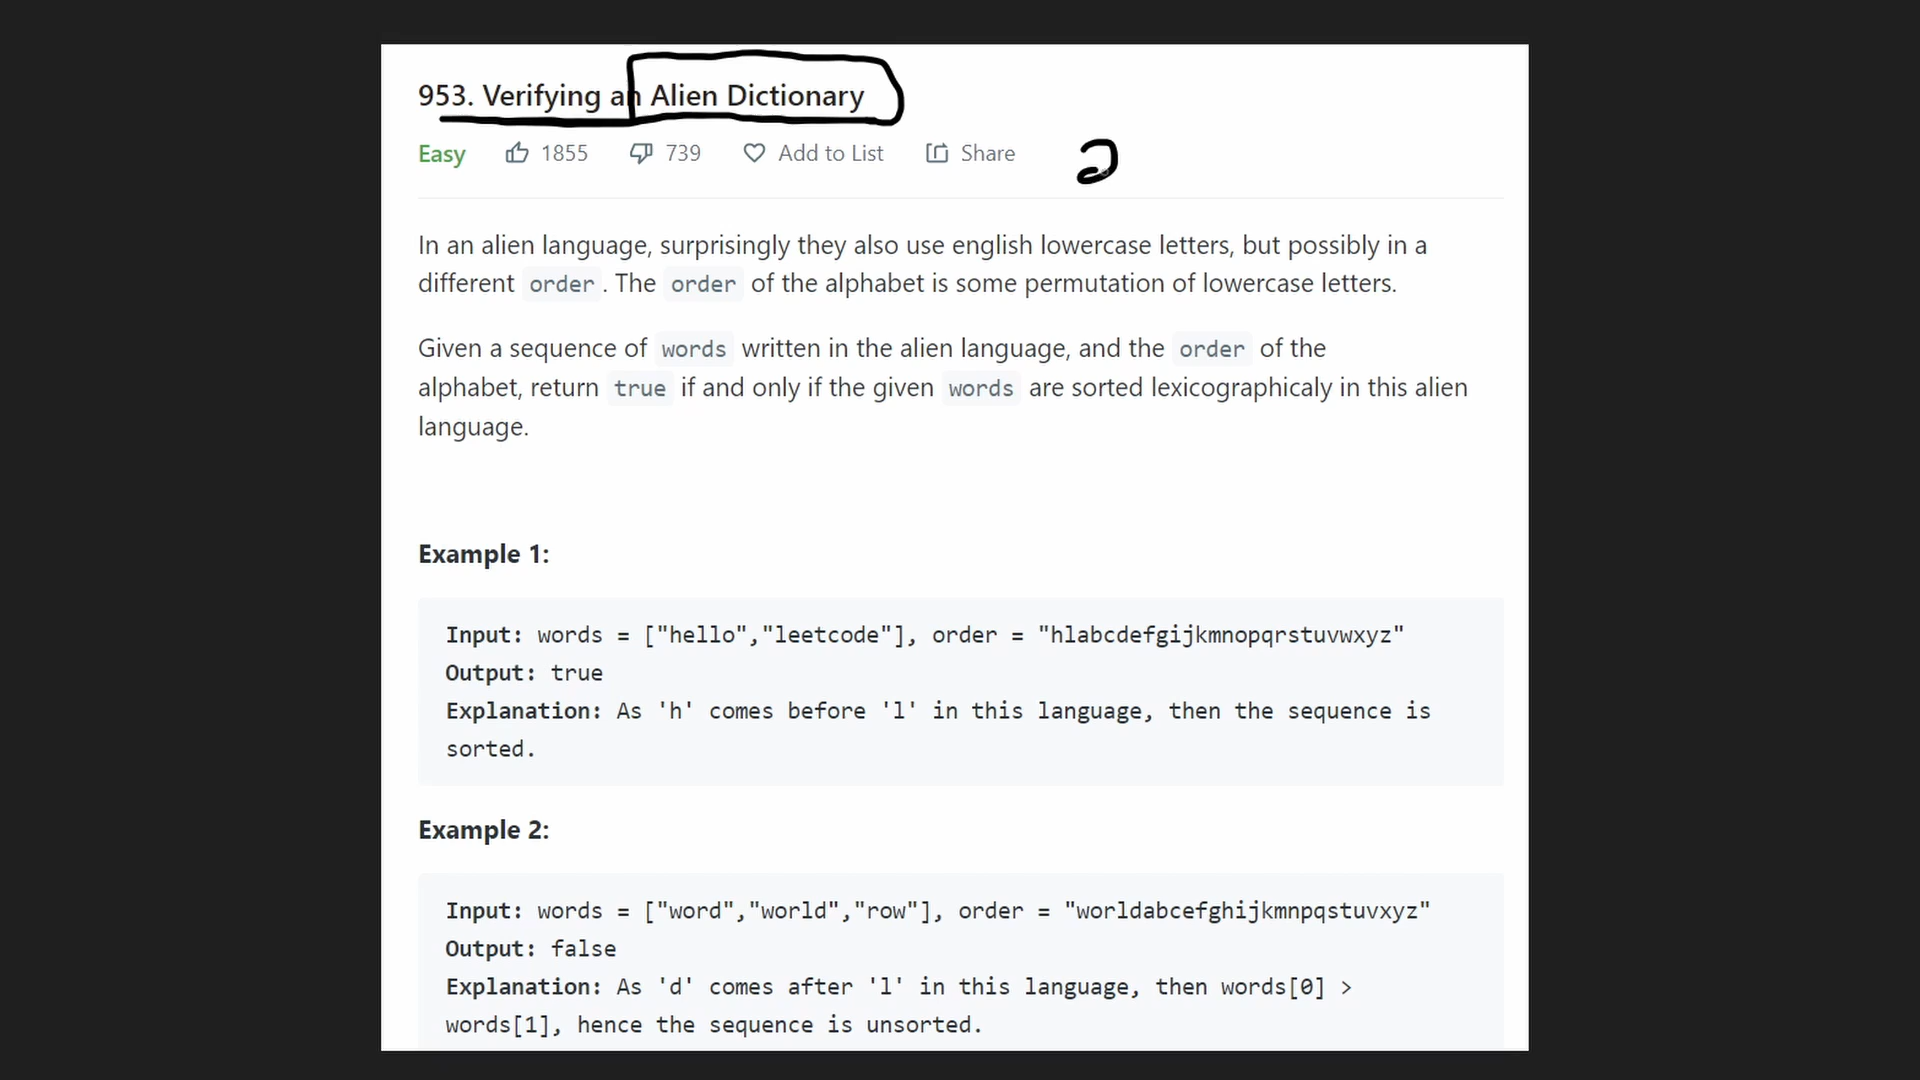 953. Verifying an Alien Dictionary
Easy 1855 739 Add to List Share
In an alien language, surprisingly they also use english lowercase letters, but possibly in a
different order . The order of the alphabet is some permutation of lowercase letters.
Given a sequence of words written in the alien language, and the order of the
alphabet, return true if and only if the given words are sorted lexicographicaly in this alien
language.
Example 1:
Input: words = ["hello","leetcode"], order = "hlabcdefgijkmnopqrstuvwxyz"
Output: true
Explanation: As 'h' comes before 'l' in this language, then the sequence is
sorted.
Example 2:
Input: words = ["word","world","row"], order = "worldabcefghijkmnpqstuvxyz"
Output: false
Explanation: As 'd' comes after 'l' in this language, then words[0] >
words[1], hence the sequence is unsorted.